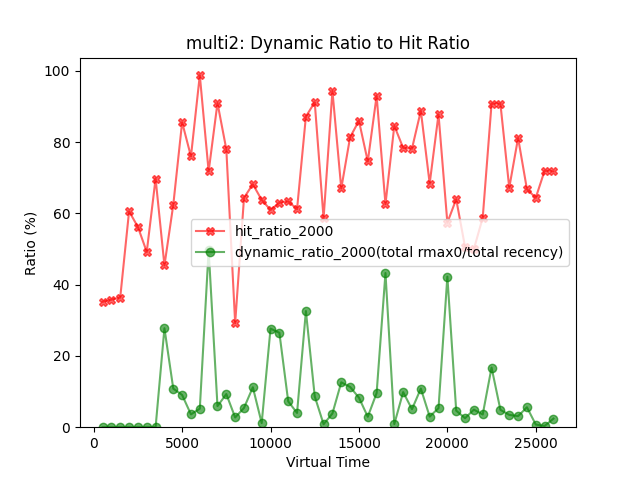 multi2: Dynamic Ratio to Hit Ratio
100
80
60
40
20
0
Ratio (%)
hit_ratio_2000
dynamic_ratio_2000(total rmax0/total recency)
0
5000
10000
15000
20000
25000
Virtual Time